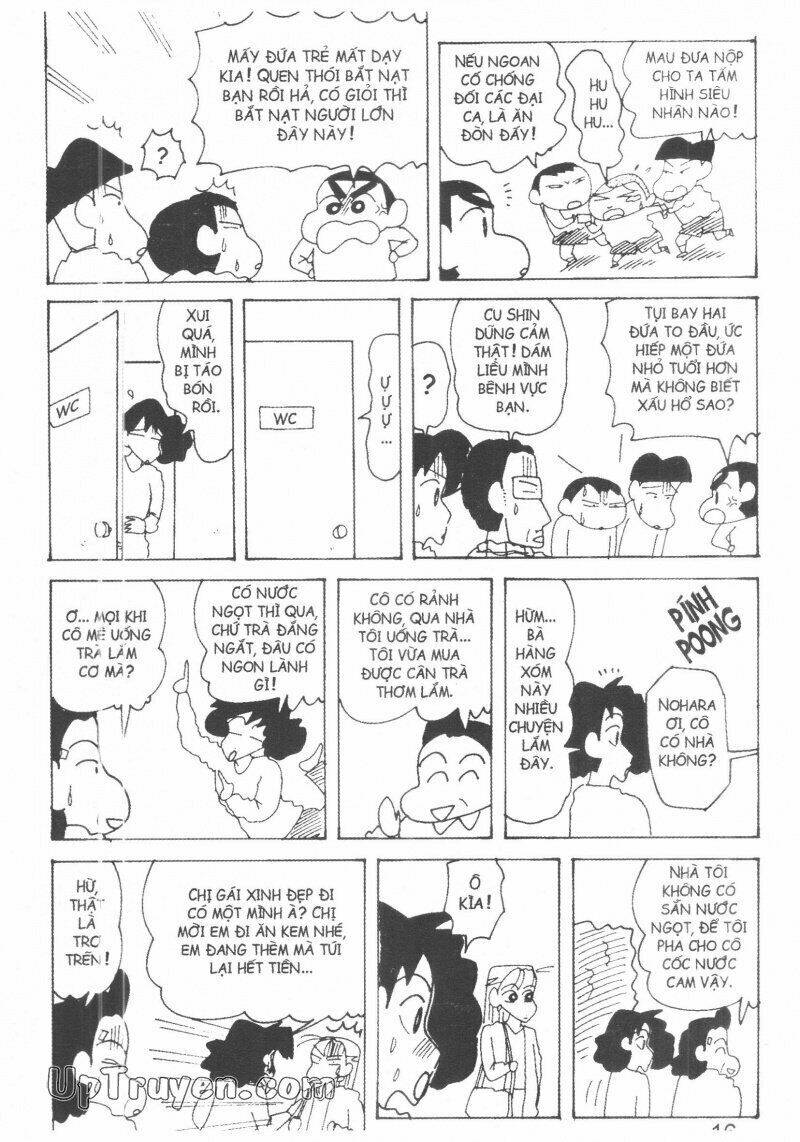 MAU ĐƯA NỘP
CHO TA TẤM
HÌNH SIÊU
NHÂN NÀO!
HU
HU
HU...
NẾU NGOAN
CỐ CHỐNG
ĐỐI CÁC ĐẠI
CA, LÀ ĂN
ĐÒN ĐẤY!
MẤY ĐỨA TRẺ MẤT DẠY
KIA! QUEN THÓI BẮT NẠT
BẠN RỒI HẢ, CÓ GIỎI THÌ
BẮT NẠT NGƯỜI LỚN
ĐÂY NÀY!
?
TỤI BAY HAI
ĐỨA TO ĐẦU, ỨC
HIẾP MỘT ĐỨA
NHỎ TUỔI HƠN
MÀ KHÔNG BIẾT
XẤU HỔ SAO?
CU SHIN
DŨNG CẢM
THẬT! DÁM
LIỀU MÌNH
BÊNH VỰC
BẠN.
?
Ự
Ự
Ự
...
WC
XUI
QUÁ,
MÌNH
BỊ TÁO
BÓN
RỒI.
WC
PÍNH
POONG
NOHARA
ƠI, CÔ
CÓ NHÀ
KHÔNG?
HỪM...
BÀ
HÀNG
XÓM
NÀY
NHIỀU
CHUYỆN
LẮM
ĐÂY.
CÔ CÓ RẢNH
KHÔNG, QUA NHÀ
TÔI UỐNG TRÀ...
TÔI VỪA MUA
ĐƯỢC CÂN TRÀ
THƠM LẮM.
CÓ NƯỚC
NGỌT THÌ QUA,
CHỨ TRÀ ĐẮNG
NGẮT, ĐÂU CÓ
NGON LÀNH
GÌ!
Ơ... MỌI KHI
CÔ MÊ UỐNG
TRÀ LẮM
CƠ MÀ?
NHÀ TÔI
KHÔNG CÓ
SẴN NƯỚC
NGỌT, ĐỂ TÔI
PHA CHO CÔ
CỐC NƯỚC
CAM VẬY.
Ô
KÌA!
CHỊ GÁI XINH ĐẸP ĐI
CÓ MỘT MÌNH À? CHỊ
MỜI EM ĐI ĂN KEM NHÉ,
EM ĐANG THÈM MÀ TÚI
LẠI HẾT TIỀN...
HỪ,
THẬT
LÀ
TRƠ
TRẼN!
UpTruyen.com
16